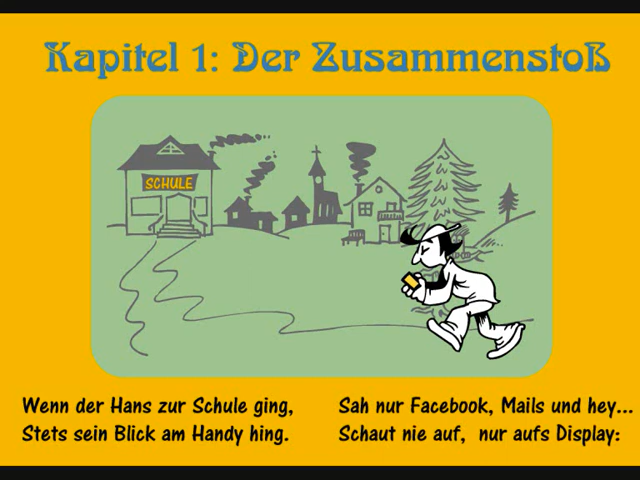 Kapitel 1: Der Zusammenstoß
SCHULE
Wenn der Hans zur Schule ging,
Stets sein Blick am Handy hing.
Sah nur Facebook, Mails und hey...
Schaut nie auf, nur aufs Display: